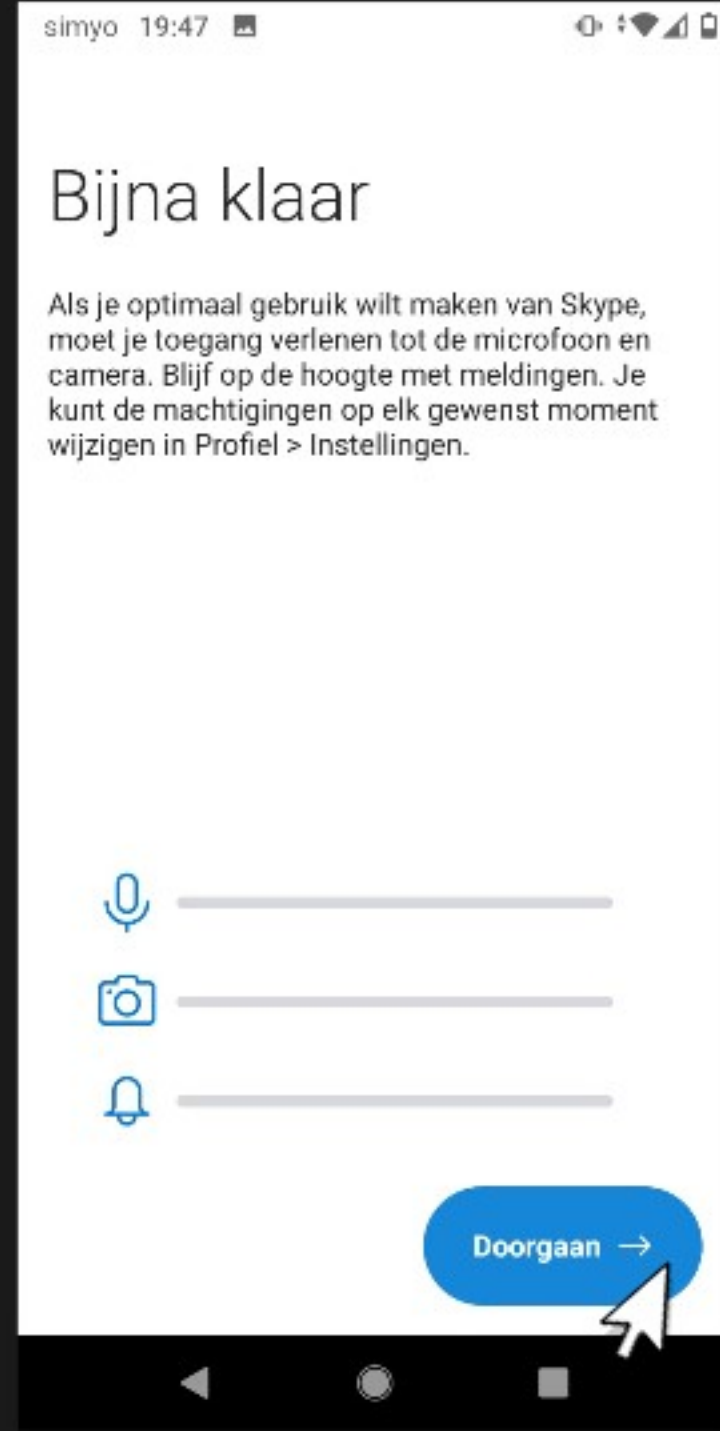 simyo 19:47
Bijna klaar
Als je optimaal gebruik wilt maken van Skype,
moet je toegang verlenen tot de microfoon en
camera. Blijf op de hoogte met meldingen. Je
kunt de machtigingen op elk gewenst moment
wijzigen in Profiel > Instellingen.
Doorgaan